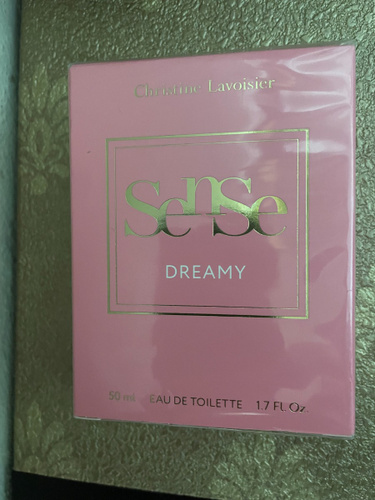 Christine Lavoisier
Sense
DREAMY
50 ml EAU DE TOILETTE 1.7 FL.Oz.